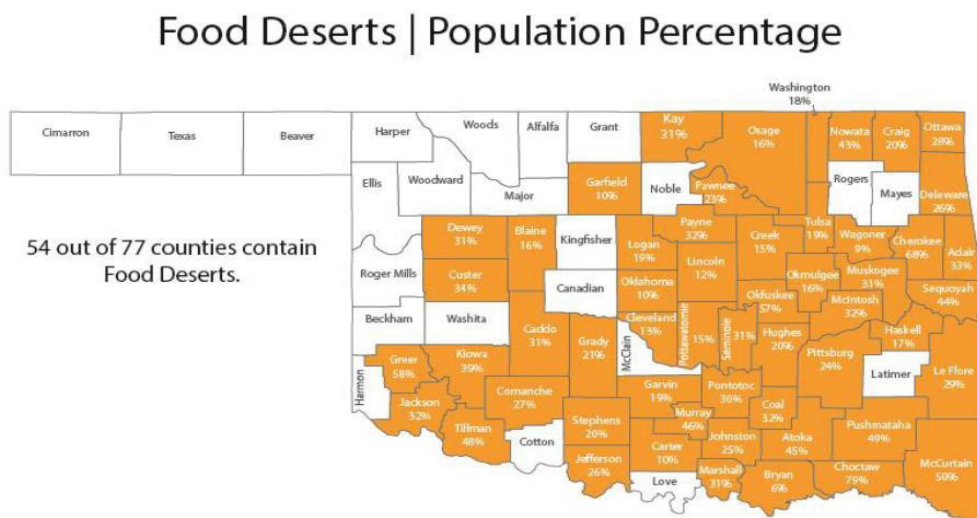 Food Deserts | Population Percentage
Washington
18%
Cimarron
Texas
Beaver
Harper
Woods
Alfalfa
Grant
Kay
31%
Osage
16%
Nowata
43%
Craig
20%
Ottawa
28%
Ellis
Woodward
Major
Garfield
10%
Noble
Pawnee
23%
Rogers
Mayes
Deleware
26%
54 out of 77 counties contain
Food Deserts.
Dewey
31%
Blaine
16%
Kingfisher
Logan
19%
Payne
32%
Creek
15%
Tulsa
19%
Wagoner
9%
Cherokee
68%
Adair
33%
Roger Mills
Custer
34%
Canadian
Oklahoma
10%
Lincoln
12%
Okmulgee
16%
Muskogee
31%
Sequoyah
44%
Beckham
Washita
Caddo
31%
Grady
21%
Cleveland
13%
McClain
Pottawatomie
15%
Seminole
31%
Okfuskee
57%
McIntosh
32%
Hughes
20%
Haskell
17%
Pittsburg
24%
Latimer
Le Flore
29%
Harmon
Greer
58%
Kiowa
39%
Jackson
32%
Comanche
27%
Tillman
48%
Cotton
Stephens
20%
Jefferson
26%
Garvin
19%
Murray
46%
Pontotoc
30%
Coal
32%
Carter
10%
Johnston
25%
Atoka
45%
Pushmataha
49%
Love
Marshall
31%
Bryan
6%
Choctaw
79%
McCurtain
50%